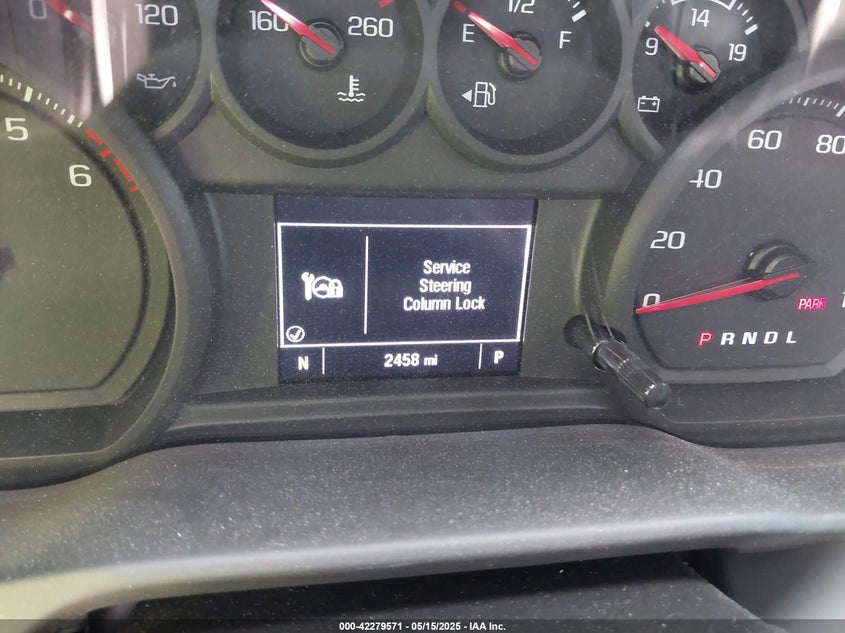 0 120
160 260
E 1/2 F
9 14 19
5
6
0 20 40 60 80
PARK
P R N D L
Service
Steering
Column Lock
N 2458 mi P
000-42279571 - 05/15/2025 - IAA Inc.